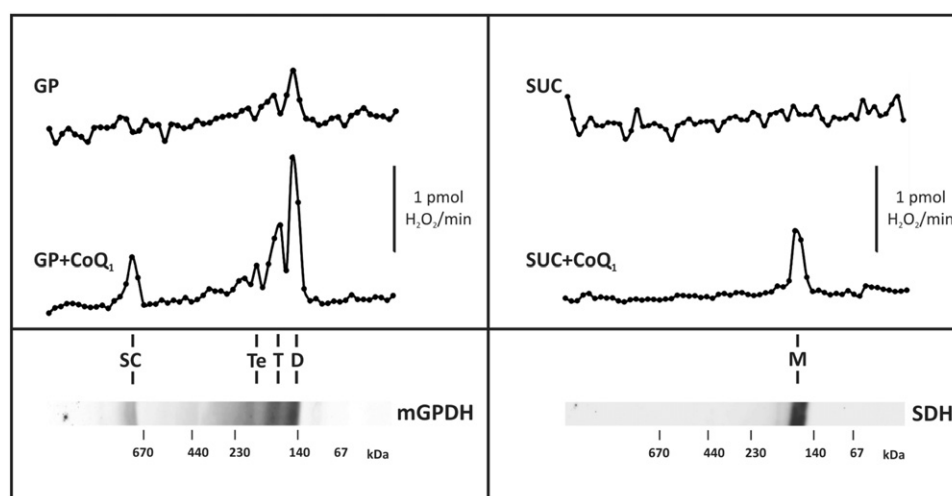 GP
GP+CoQ₁
1 pmol
H₂O₂/min
SC Te T D
mGPDH
670 440 230 140 67 kDa
SUC
SUC+CoQ₁
1 pmol
H₂O₂/min
M
SDH
670 440 230 140 67 kDa